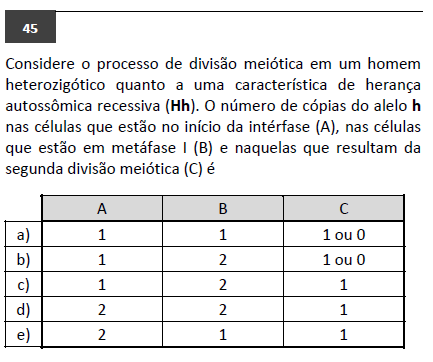 45
Considere o processo de divisão meiótica em um homem
heterozigótico quanto a uma característica de herança
autossômica recessiva (Hh). O número de cópias do alelo h
nas células que estão no início da intérfase (A), nas células
que estão em metáfase I (B) e naquelas que resultam da
segunda divisão meiótica (C) é
A B C
a) 1 1 1 ou 0
b) 1 2 1 ou 0
c) 1 2 1
d) 2 2 1
e) 2 1 1